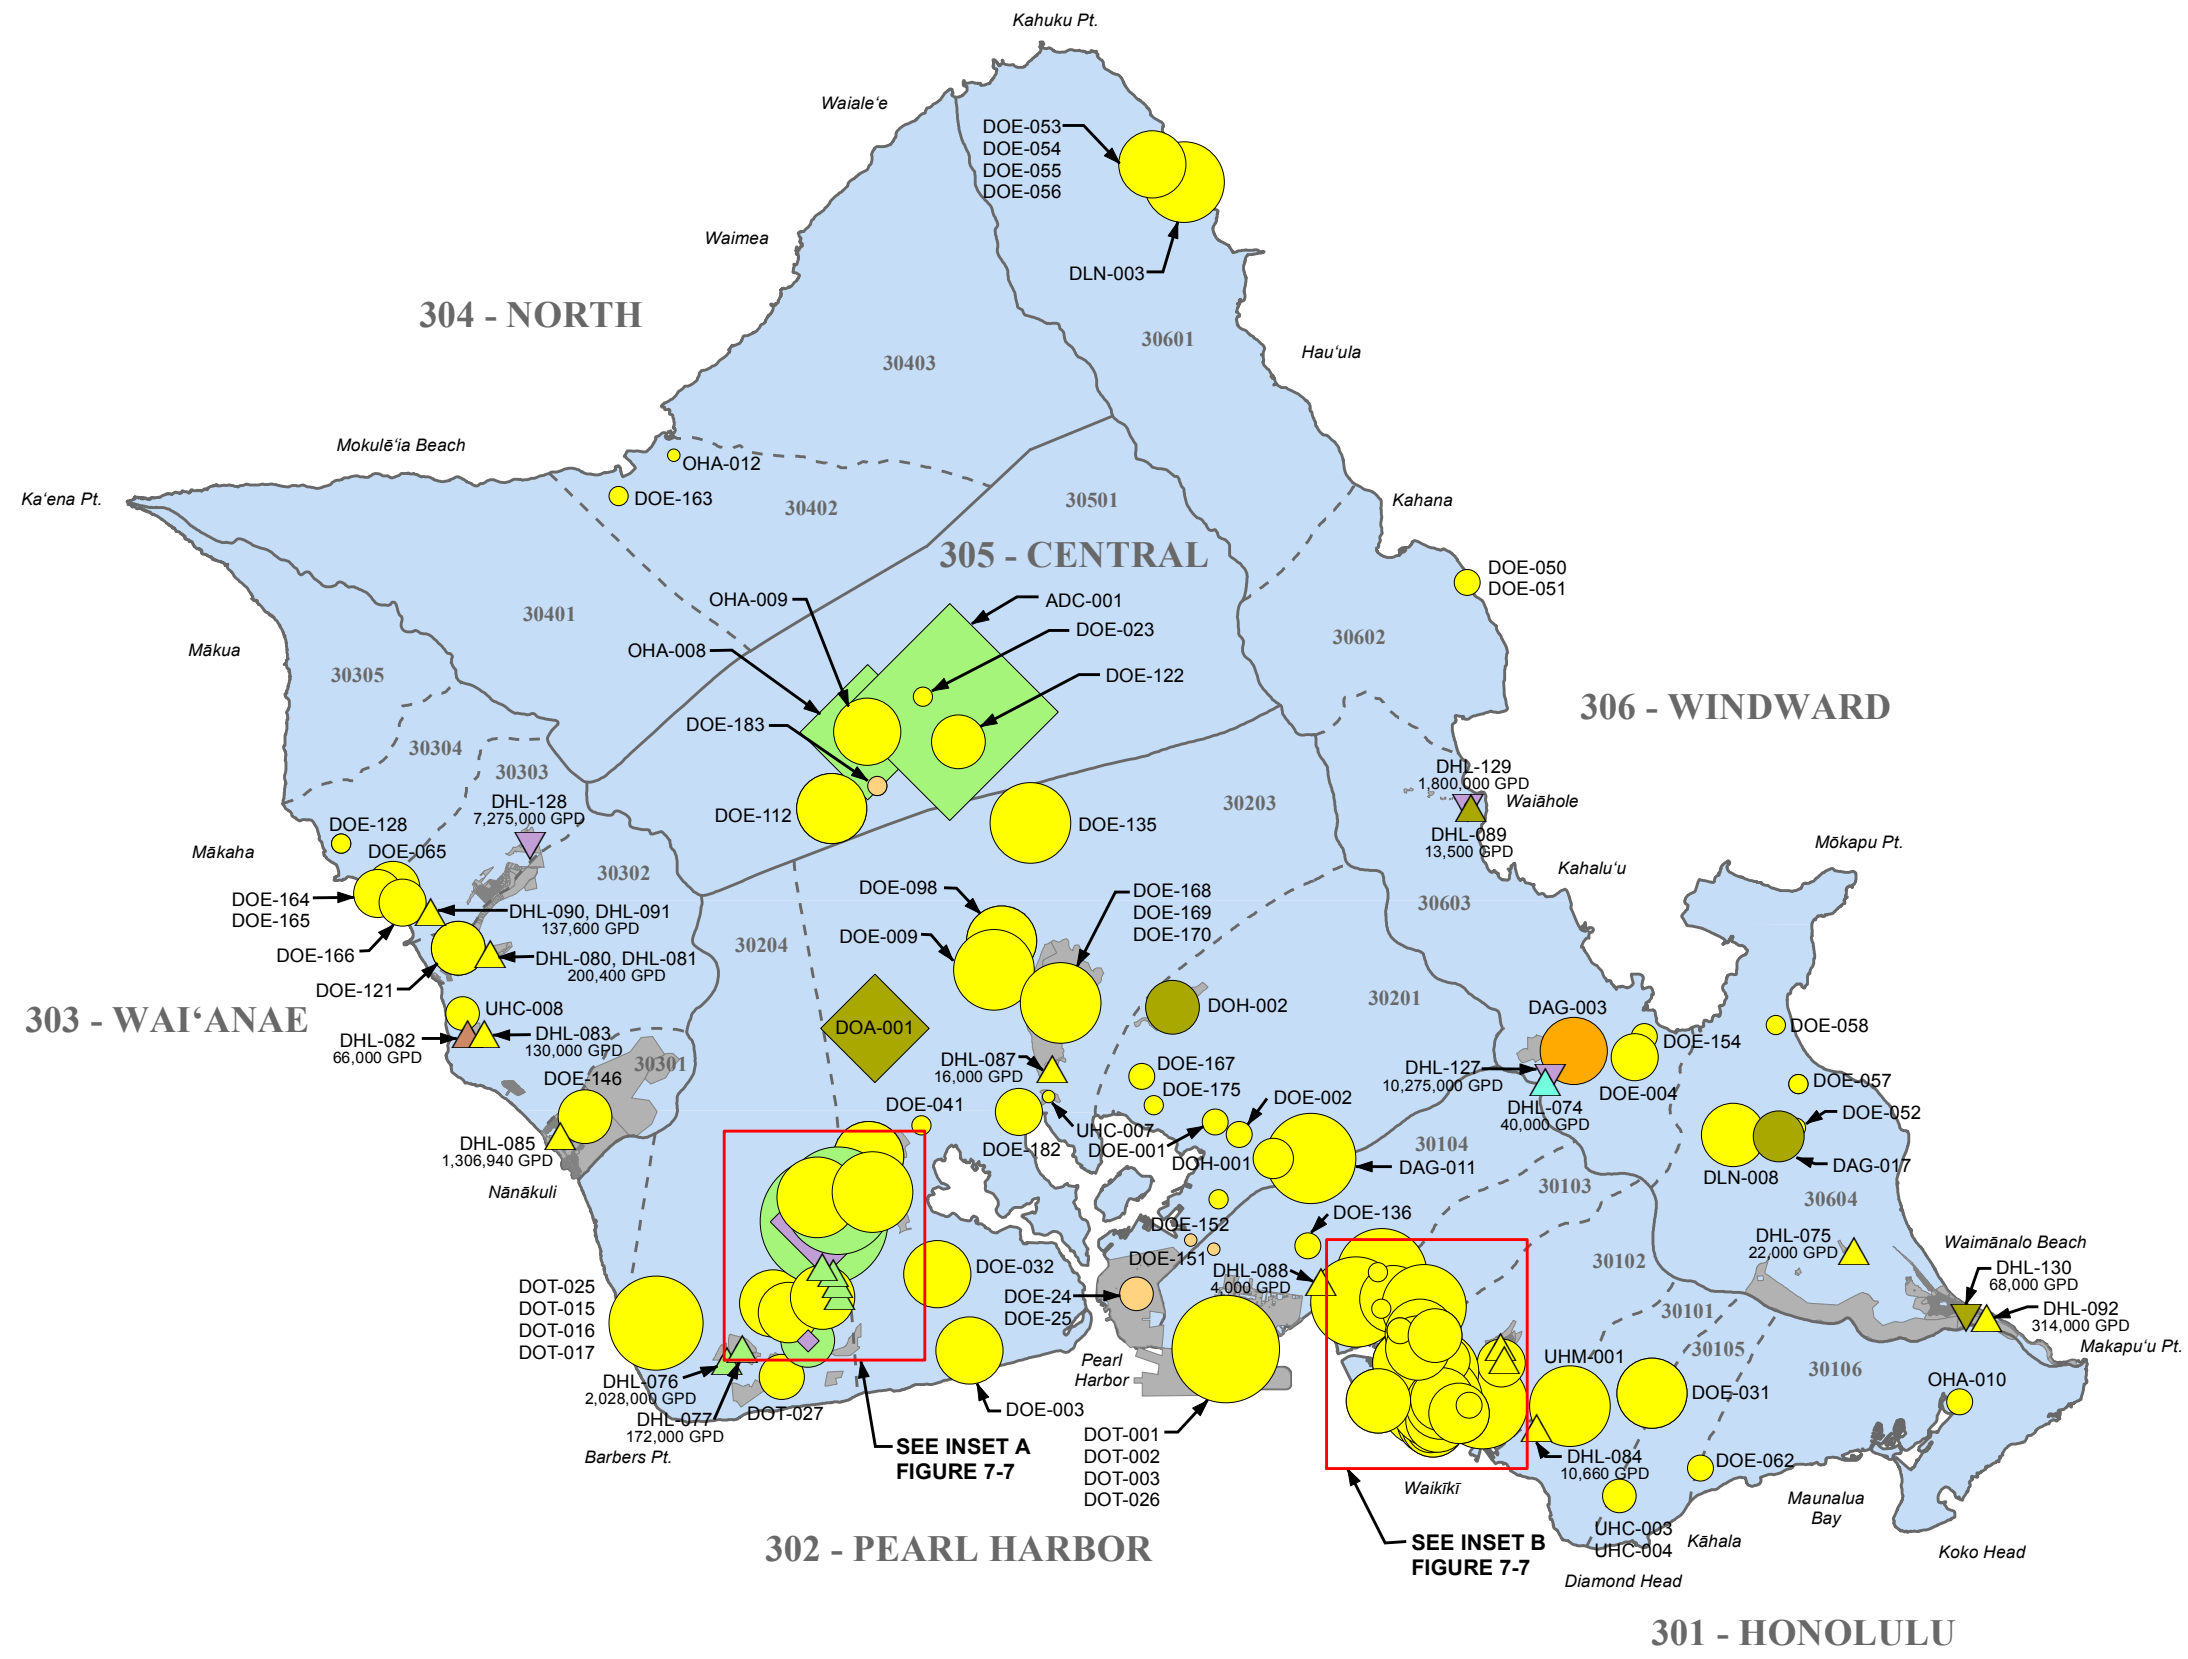 Kahuku Pt.
Waialeʻe
DOE-053
DOE-054
DOE-055
DOE-056
Waimea
DLN-003
304 - NORTH
30601
Hauʻula
30403
Mokulēʻia Beach
OHA-012
Kaʻena Pt.
DOE-163
30402
30501
Kahana
305 - CENTRAL
DOE-050
DOE-051
OHA-009
ADC-001
30401
DOE-023
30602
Mākua
OHA-008
30305
DOE-122
306 - WINDWARD
DOE-183
30304
30303
DHL-129
1,800,000 GPD
Waiāhole
DHL-128
7,275,000 GPD
30203
DOE-112
DOE-135
DOE-128
DHL-089
13,500 GPD
Mōkapu Pt.
Mākaha
DOE-065
30302
Kahaluʻu
DOE-164
DOE-165
DHL-090, DHL-091
137,600 GPD
DOE-098
DOE-168
DOE-169
DOE-170
30603
DOE-009
30204
DOE-166
DHL-080, DHL-081
200,400 GPD
DOE-121
30201
303 - WAIʻANAE
UHC-008
DOA-001
DOH-002
DAG-003
DOE-058
DHL-082
66,000 GPD
DHL-083
130,000 GPD
DOE-154
30301
DHL-087
16,000 GPD
DOE-167
DHL-127
10,275,000 GPD
DOE-146
DOE-004
DOE-057
DOE-175
DOE-041
DHL-074
40,000 GPD
DOE-052
DOE-002
UHC-007
DOE-001
DOE-182
30104
DHL-085
1,306,940 GPD
DOH-001
DAG-011
DLN-008
DAG-017
Nānākuli
30103
30604
DOE-152
DOE-136
DOE-151
DHL-075
22,000 GPD
Waimānalo Beach
30102
DHL-130
68,000 GPD
DOE-032
DHL-088
4,000 GPD
DOT-025
DOT-015
DOT-016
DOT-017
DOE-24
DOE-25
30101
DHL-092
314,000 GPD
Makapuʻu Pt.
30105
Pearl
Harbor
UHM-001
30106
DHL-076
2,028,000 GPD
DOE-031
OHA-010
DHL-077
172,000 GPD
DOT-027
DOE-003
Barbers Pt.
SEE INSET A
FIGURE 7-7
DOT-001
DOT-002
DOT-003
DOT-026
DHL-084
10,660 GPD
DOE-062
Waikīkī
Maunalua
Bay
UHC-003
UHC-004
Kāhala
302 - PEARL HARBOR
SEE INSET B
FIGURE 7-7
Koko Head
Diamond Head
301 - HONOLULU